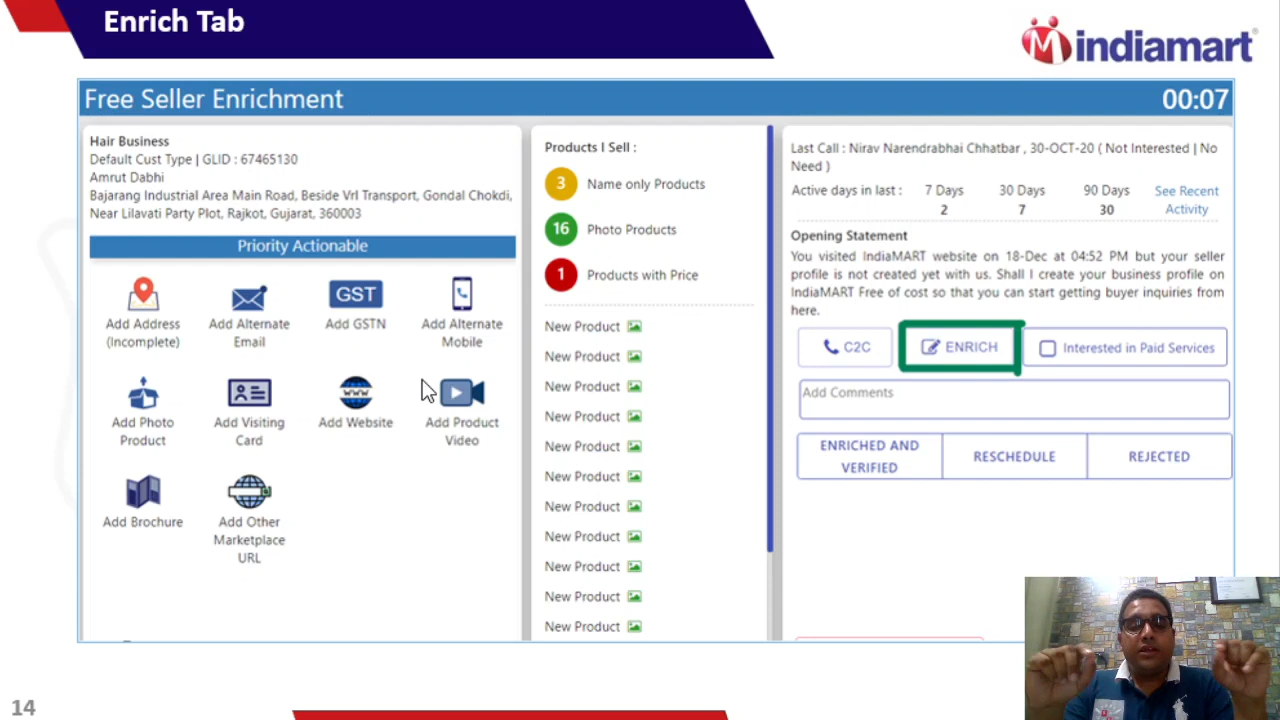 Enrich Tab
indiamart
Free Seller Enrichment
00:07
Hair Business
Default Cust Type | GLID : 67465130
Amrut Dabhi
Bajarang Industrial Area Main Road, Beside Vrl Transport, Gondal Chokdi,
Near Lilavati Party Plot, Rajkot, Gujarat, 360003
Priority Actionable
Add Address
(Incomplete)
Add Alternate
Email
GST
Add GSTN
Add Alternate
Mobile
Add Photo
Product
Add Visiting
Card
Add Website
Add Product
Video
Add Brochure
Add Other
Marketplace
URL
Products I Sell :
3 Name only Products
16 Photo Products
1 Products with Price
New Product
New Product
New Product
New Product
New Product
New Product
New Product
New Product
New Product
New Product
New Product
Last Call : Nirav Narendrabhai Chhatbar , 30-OCT-20 ( Not Interested | No
Need )
Active days in last : 7 Days 30 Days 90 Days
2 7 30
See Recent
Activity
Opening Statement
You visited IndiaMART website on 18-Dec at 04:52 PM but your seller
profile is not created yet with us. Shall I create your business profile on
IndiaMART Free of cost so that you can start getting buyer inquiries from
here.
C2C
ENRICH
Interested in Paid Services
Add Comments
ENRICHED AND
VERIFIED
RESCHEDULE
REJECTED
14